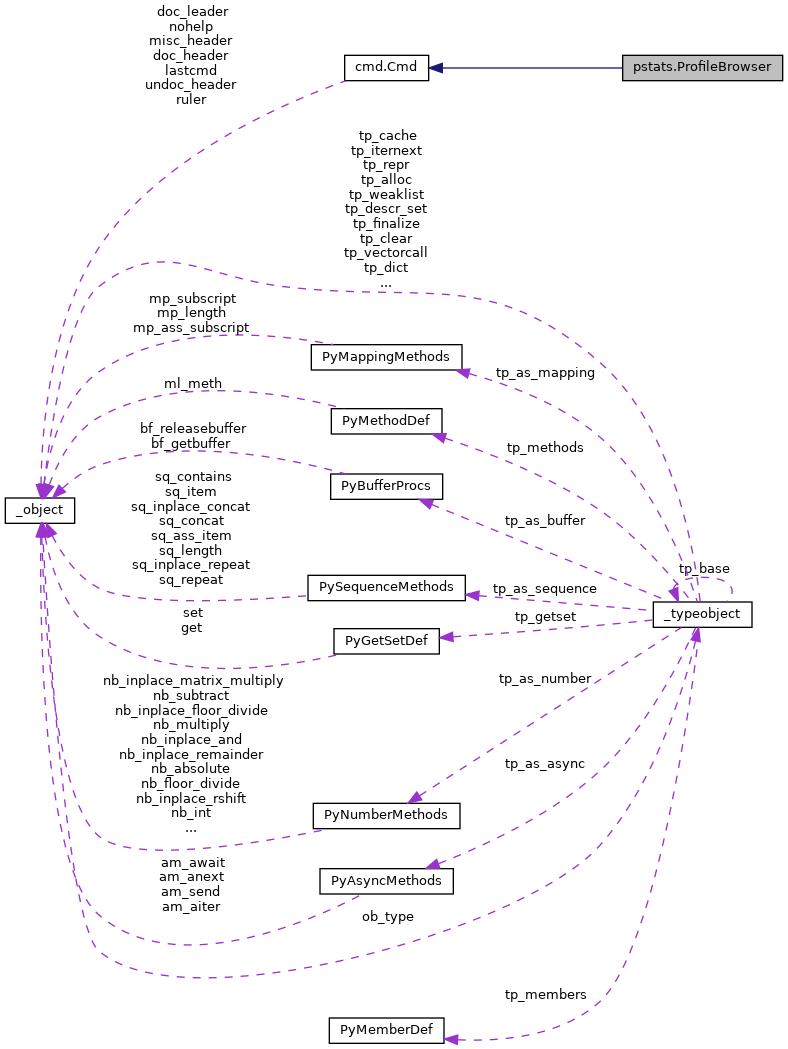 doc_leader
nohelp
misc_header
doc_header
lastcmd
undoc_header
ruler
cmd.Cmd
pstats.ProfileBrowser
tp_cache
tp_iternext
tp_repr
tp_alloc
tp_weaklist
tp_descr_set
tp_finalize
tp_clear
tp_vectorcall
tp_dict
...
mp_subscript
mp_length
mp_ass_subscript
PyMappingMethods
tp_as_mapping
ml_meth
PyMethodDef
tp_methods
bf_releasebuffer
bf_getbuffer
PyBufferProcs
tp_as_buffer
_object
sq_contains
sq_item
sq_inplace_concat
sq_concat
sq_ass_item
sq_length
sq_inplace_repeat
sq_repeat
PySequenceMethods
tp_as_sequence
tp_base
_typeobject
set
get
PyGetSetDef
tp_getset
nb_inplace_matrix_multiply
nb_subtract
nb_inplace_floor_divide
nb_multiply
nb_inplace_and
nb_inplace_remainder
nb_absolute
nb_floor_divide
nb_inplace_rshift
nb_int
...
PyNumberMethods
tp_as_number
am_await
am_anext
am_send
am_aiter
PyAsyncMethods
tp_as_async
ob_type
tp_members
PyMemberDef